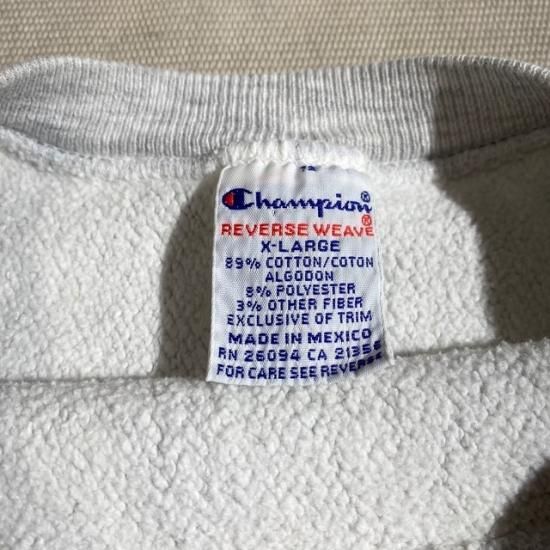 Champion®
REVERSE WEAVE®
X-LARGE
89% COTTON/COTON
ALGODON
8% POLYESTER
3% OTHER FIBER
EXCLUSIVE OF TRIM
MADE IN MEXICO
RN 26094 CA 21356
FOR CARE SEE REVERSE